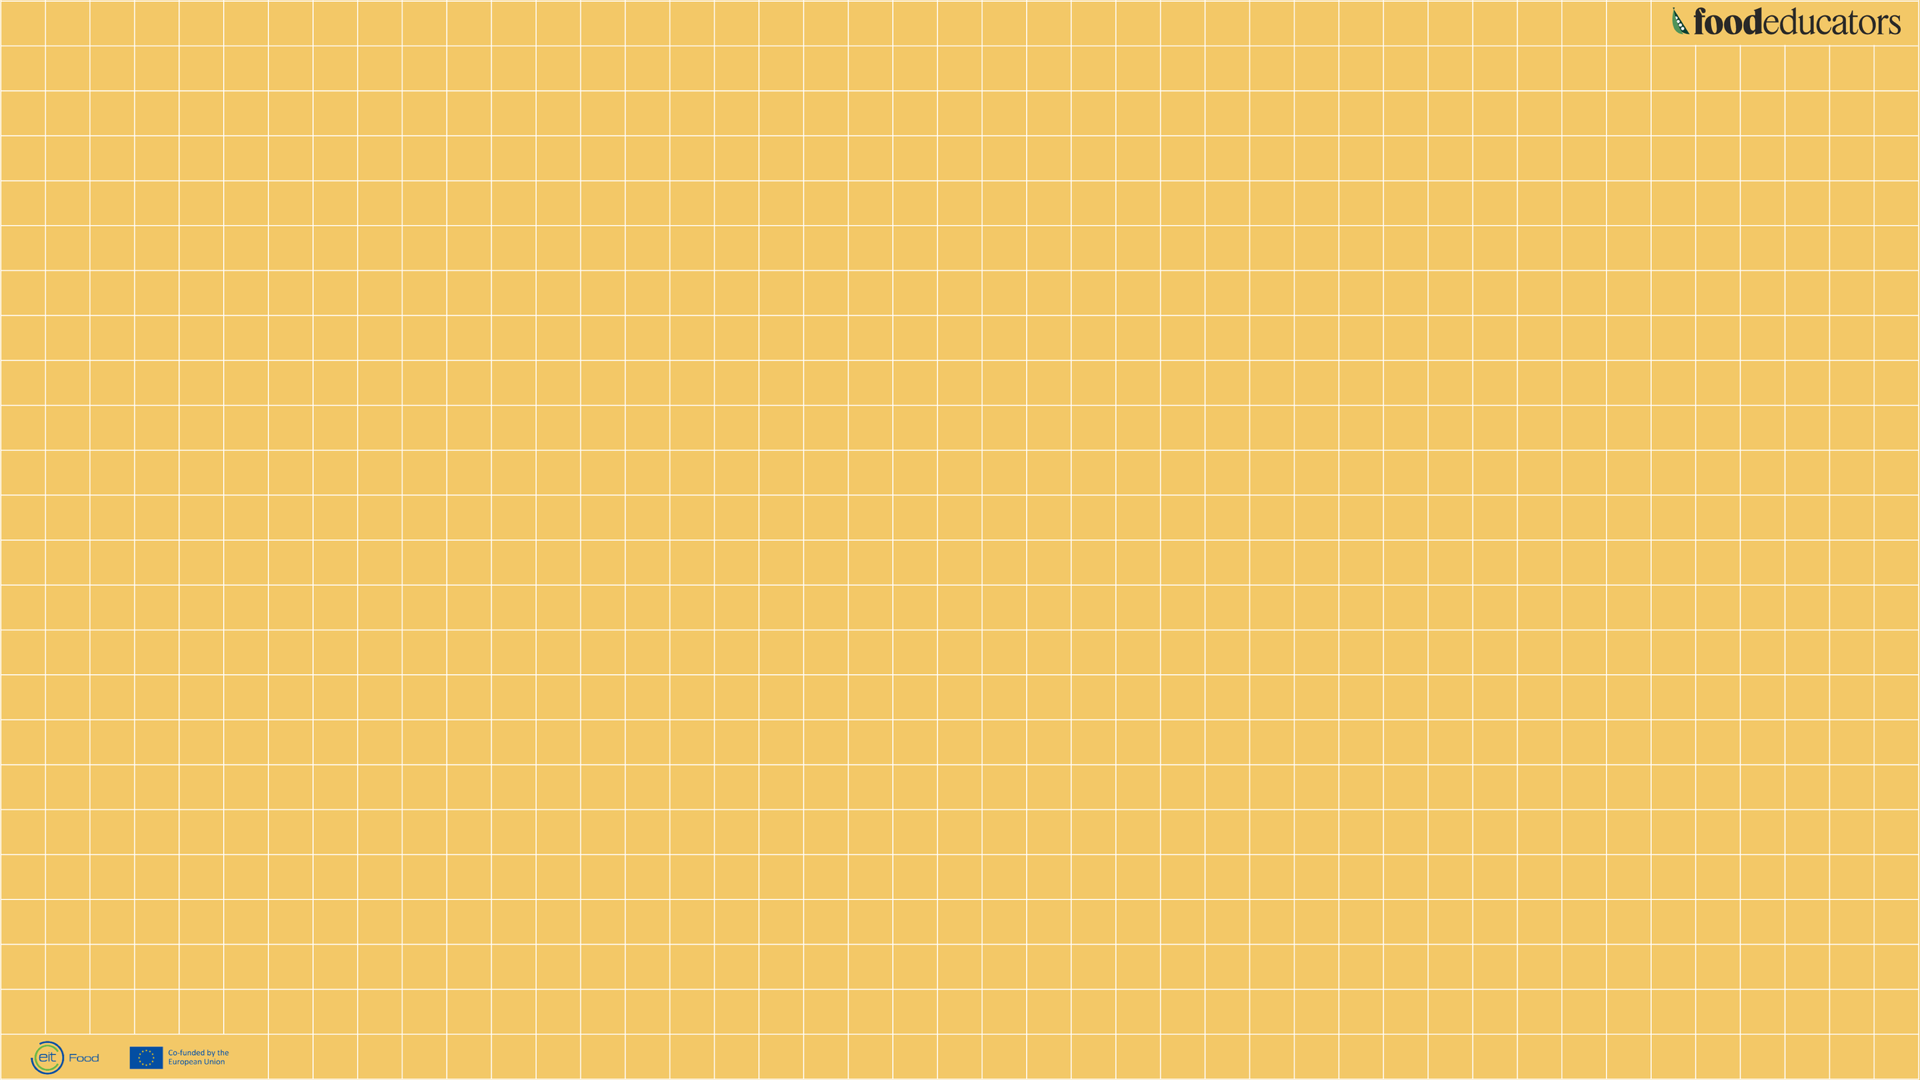 foodeducators
eit Food
Co-funded by the
European Union